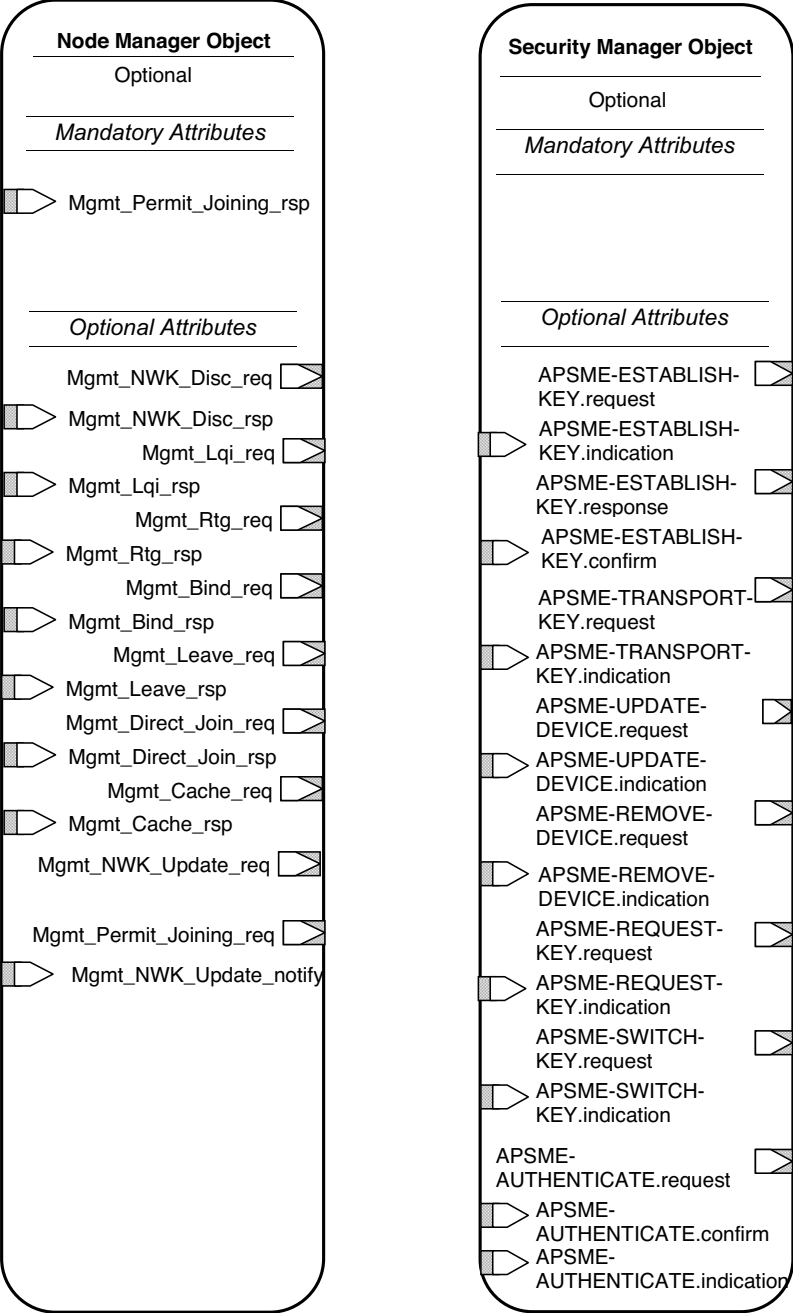 Node Manager Object
Optional
Mandatory Attributes
Mgmt_Permit_Joining_rsp
Optional Attributes
Mgmt_NWK_Disc_req
Mgmt_NWK_Disc_rsp
Mgmt_Lqi_req
Mgmt_Lqi_rsp
Mgmt_Rtg_req
Mgmt_Rtg_rsp
Mgmt_Bind_req
Mgmt_Bind_rsp
Mgmt_Leave_req
Mgmt_Leave_rsp
Mgmt_Direct_Join_req
Mgmt_Direct_Join_rsp
Mgmt_Cache_req
Mgmt_Cache_rsp
Mgmt_NWK_Update_req
Mgmt_Permit_Joining_req
Mgmt_NWK_Update_notify
Security Manager Object
Optional
Mandatory Attributes
Optional Attributes
APSME-ESTABLISH-
KEY.request
APSME-ESTABLISH-
KEY.indication
APSME-ESTABLISH-
KEY.response
APSME-ESTABLISH-
KEY.confirm
APSME-TRANSPORT-
KEY.request
APSME-TRANSPORT-
KEY.indication
APSME-UPDATE-
DEVICE.request
APSME-UPDATE-
DEVICE.indication
APSME-REMOVE-
DEVICE.request
APSME-REMOVE-
DEVICE.indication
APSME-REQUEST-
KEY.request
APSME-REQUEST-
KEY.indication
APSME-SWITCH-
KEY.request
APSME-SWITCH-
KEY.indication
APSME-
AUTHENTICATE.request
APSME-
AUTHENTICATE.confirm
APSME-
AUTHENTICATE.indication